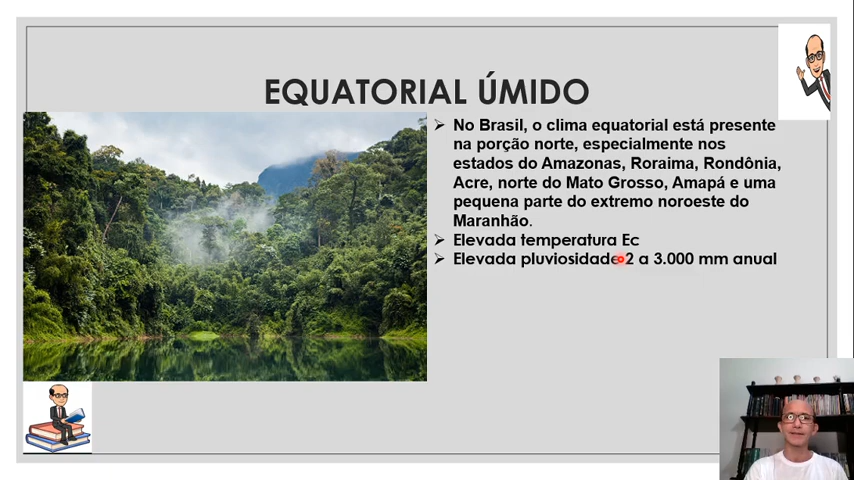 EQUATORIAL ÚMIDO
➢ No Brasil, o clima equatorial está presente
na porção norte, especialmente nos
estados do Amazonas, Roraima, Rondônia,
Acre, norte do Mato Grosso, Amapá e uma
pequena parte do extremo noroeste do
Maranhão.
➢ Elevada temperatura Ec
➢ Elevada pluviosidade 2 a 3.000 mm anual